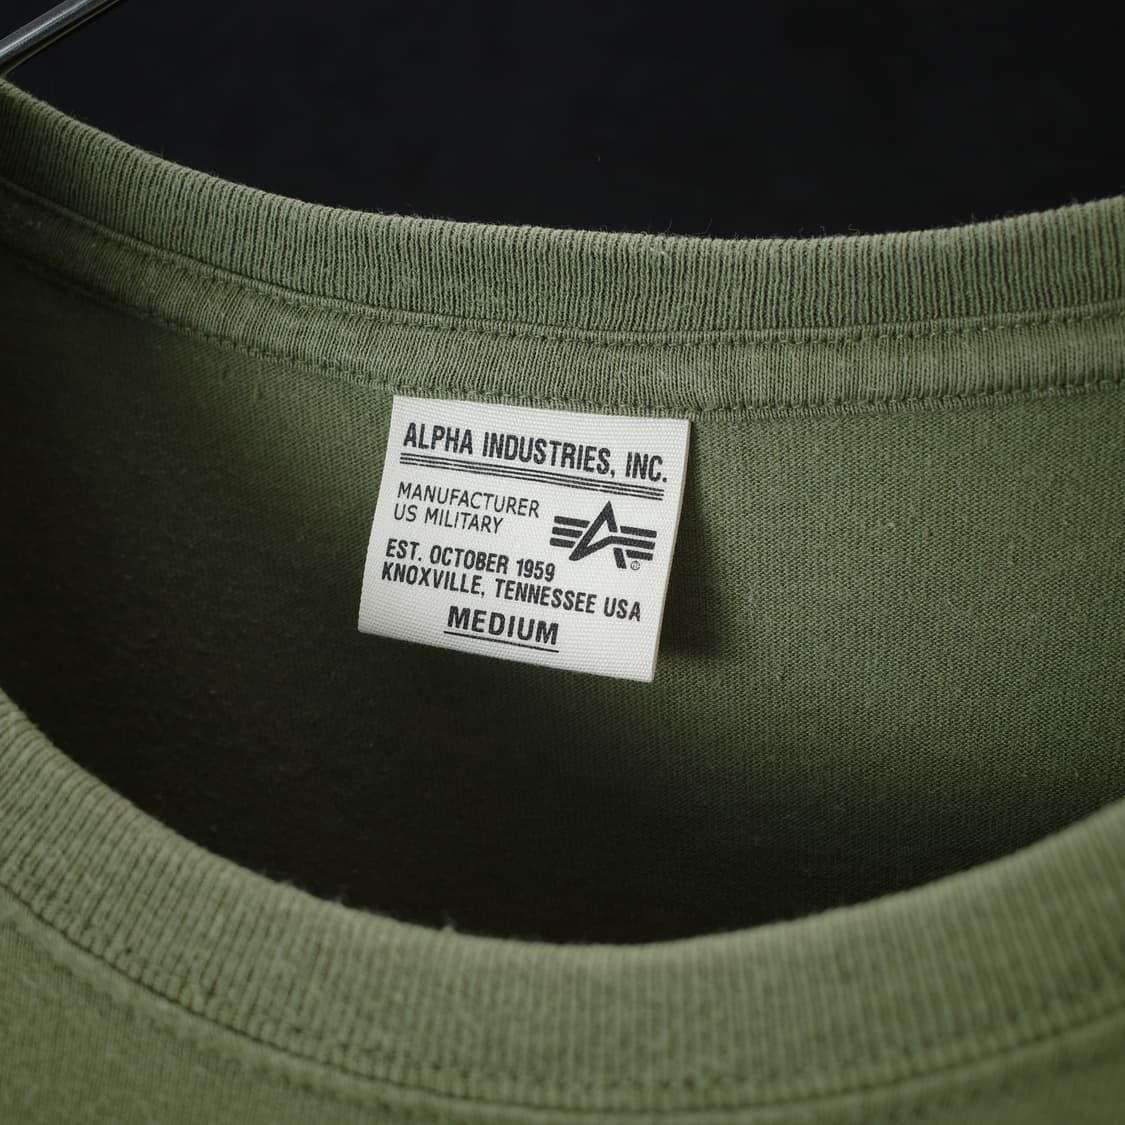 ALPHA INDUSTRIES, INC.
MANUFACTURER
US MILITARY
EST. OCTOBER 1959
KNOXVILLE, TENNESSEE USA
MEDIUM